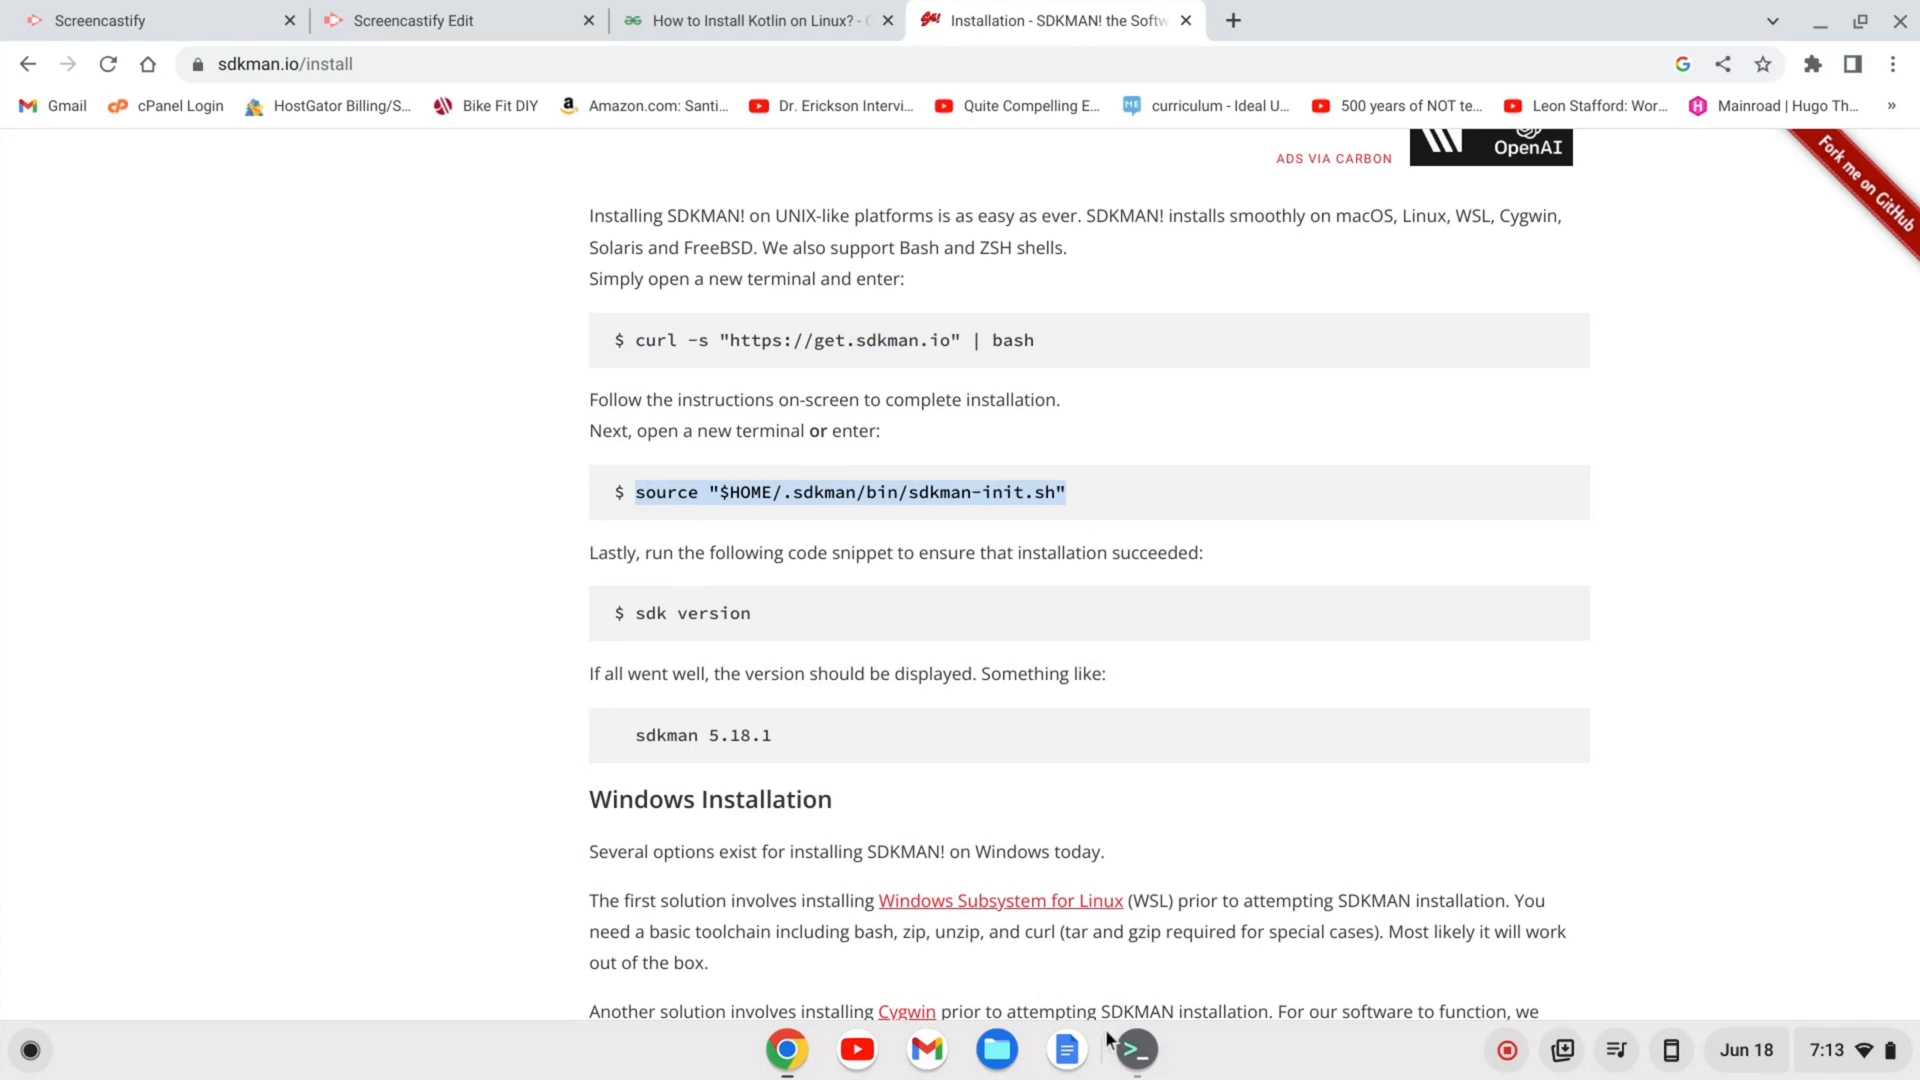 Screencastify
Screencastify Edit
How to Install Kotlin on Linux? -
Installation - SDKMAN! the Softw
sdkman.io/install
Gmail
cPanel Login
HostGator Billing/S...
Bike Fit DIY
Amazon.com: Santi...
Dr. Erickson Intervi...
Quite Compelling E...
ME
curriculum - Ideal U...
500 years of NOT te...
Leon Stafford: Wor...
Mainroad | Hugo Th...
»
ADS VIA CARBON
OpenAI
Fork me on GitHub
Installing SDKMAN! on UNIX-like platforms is as easy as ever. SDKMAN! installs smoothly on macOS, Linux, WSL, Cygwin,
Solaris and FreeBSD. We also support Bash and ZSH shells.
Simply open a new terminal and enter:
$ curl -s "https://get.sdkman.io" | bash
Follow the instructions on-screen to complete installation.
Next, open a new terminal or enter:
$ source "$HOME/.sdkman/bin/sdkman-init.sh"
Lastly, run the following code snippet to ensure that installation succeeded:
$ sdk version
If all went well, the version should be displayed. Something like:
sdkman 5.18.1
Windows Installation
Several options exist for installing SDKMAN! on Windows today.
The first solution involves installing Windows Subsystem for Linux (WSL) prior to attempting SDKMAN installation. You
need a basic toolchain including bash, zip, unzip, and curl (tar and gzip required for special cases). Most likely it will work
out of the box.
Another solution involves installing Cygwin prior to attempting SDKMAN installation. For our software to function, we
Jun 18
7:13